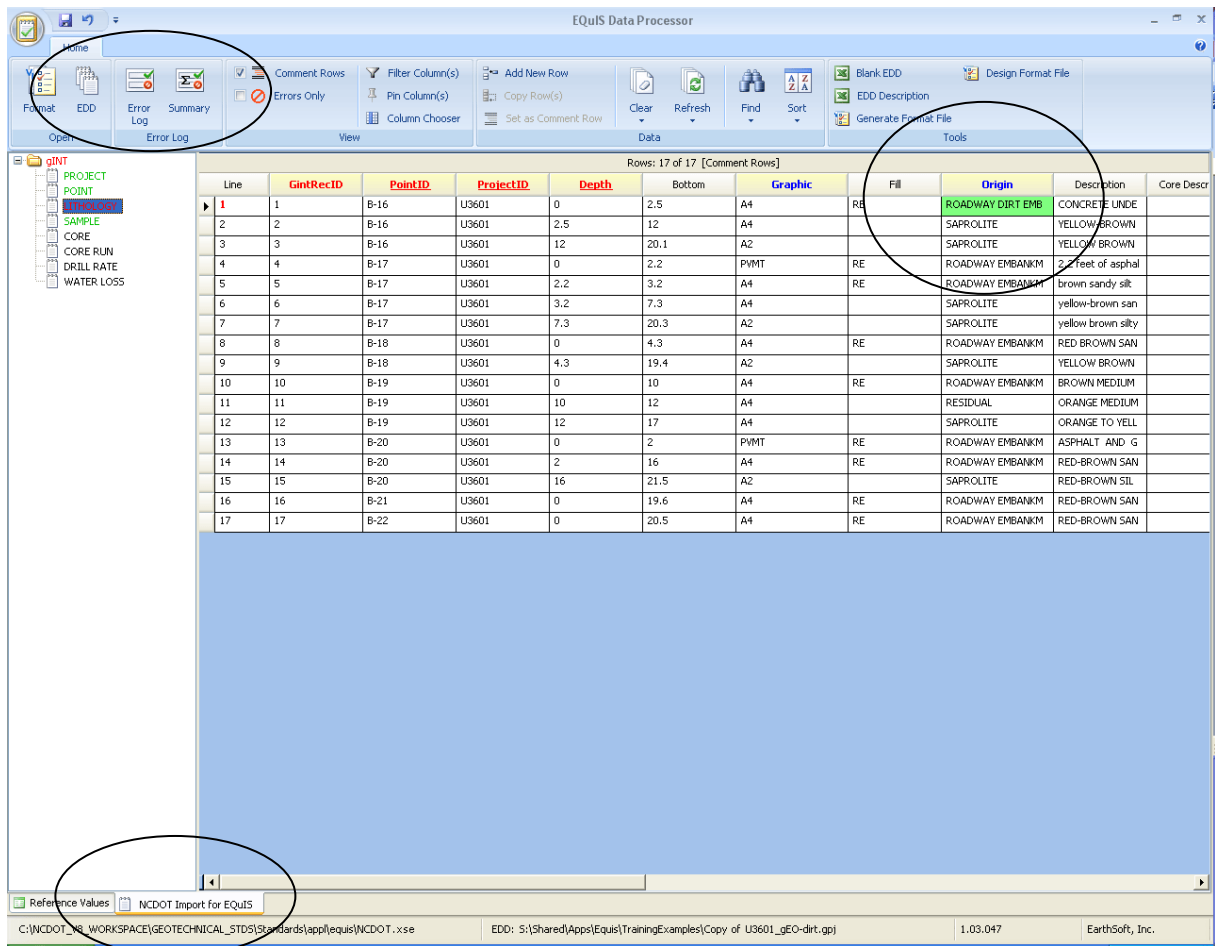 EQuIS Data Processor
Home
Format
EDD
Open
Error Log
Summary
Error Log
Comment Rows
Errors Only
Filter Column(s)
Pin Column(s)
Column Chooser
View
Add New Row
Copy Row(s)
Set as Comment Row
Clear
Refresh
Find
Sort
Data
Blank EDD
EDD Description
Generate Format File
Design Format File
Tools
gINT
PROJECT
POINT
LITHOLOGY
SAMPLE
CORE
CORE RUN
DRILL RATE
WATER LOSS
Rows: 17 of 17 [Comment Rows]
Line GintRecID PointID ProjectID Depth Bottom Graphic Fill Origin Description Core Descr
1 1 B-16 U3601 0 2.5 A4 RE ROADWAY DIRT EMB CONCRETE UNDE
2 2 B-16 U3601 2.5 12 A4 SAPROLITE YELLOW-BROWN
3 3 B-16 U3601 12 20.1 A2 SAPROLITE YELLOW BROWN
4 4 B-17 U3601 0 2.2 PVMT RE ROADWAY EMBANKM 2.2 feet of asphal
5 5 B-17 U3601 2.2 3.2 A4 RE ROADWAY EMBANKM brown sandy silt
6 6 B-17 U3601 3.2 7.3 A4 SAPROLITE yellow-brown san
7 7 B-17 U3601 7.3 20.3 A2 SAPROLITE yellow brown silty
8 8 B-18 U3601 0 4.3 A4 RE ROADWAY EMBANKM RED BROWN SAN
9 9 B-18 U3601 4.3 19.4 A2 SAPROLITE YELLOW BROWN
10 10 B-19 U3601 0 10 A4 RE ROADWAY EMBANKM BROWN MEDIUM
11 11 B-19 U3601 10 12 A4 RESIDUAL ORANGE MEDIUM
12 12 B-19 U3601 12 17 A4 SAPROLITE ORANGE TO YELL
13 13 B-20 U3601 0 2 PVMT RE ROADWAY EMBANKM ASPHALT AND G
14 14 B-20 U3601 2 16 A4 RE ROADWAY EMBANKM RED-BROWN SAN
15 15 B-20 U3601 16 21.5 A2 SAPROLITE RED-BROWN SIL
16 16 B-21 U3601 0 19.6 A4 RE ROADWAY EMBANKM RED-BROWN SAN
17 17 B-22 U3601 0 20.5 A4 RE ROADWAY EMBANKM RED-BROWN SAN
Reference Values
NCDOT Import for EQuIS
C:\NCDOT_V8_WORKSPACE\GEOTECHNICAL_STDS\Standards\appl\equis\NCDOT.xse
EDD: S:\Shared\Apps\Equis\TrainingExamples\Copy of U3601_gEO-dirt.gpj
1.03.047
EarthSoft, Inc.